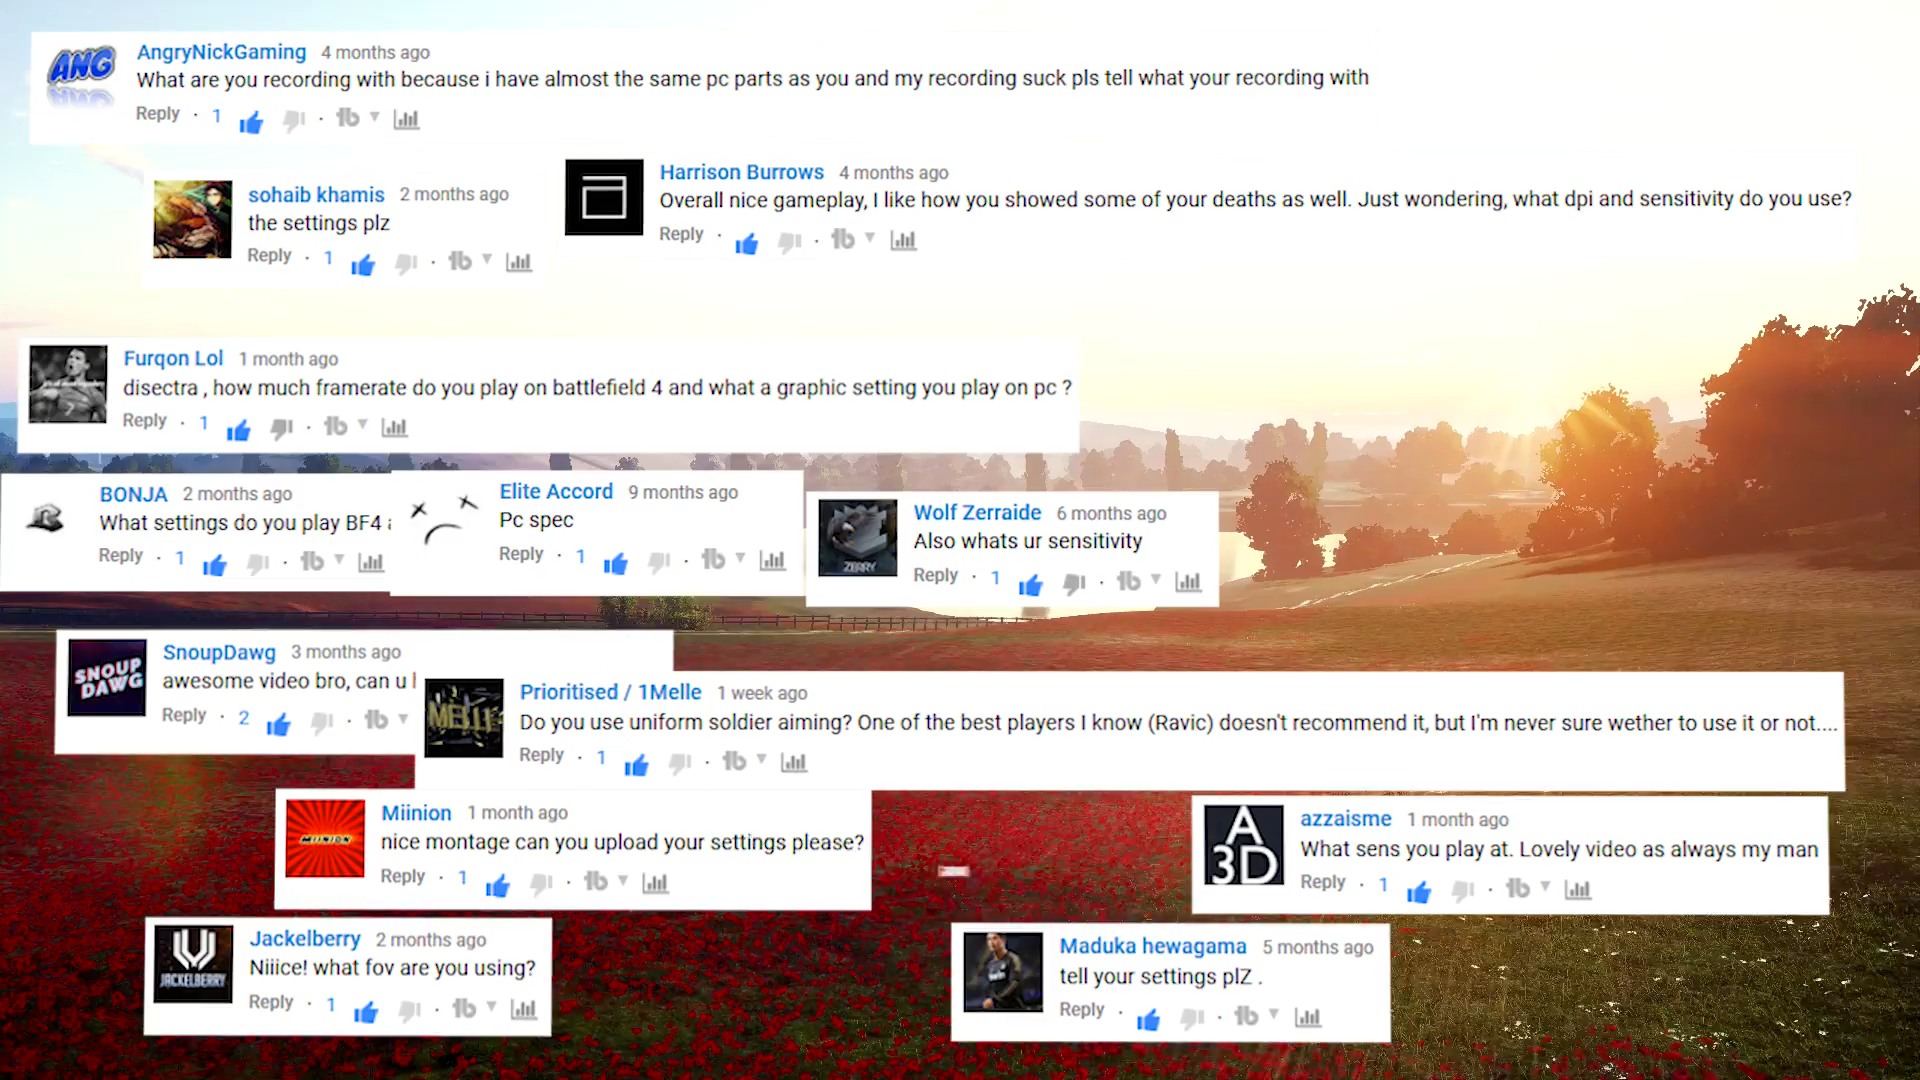 ANG
AngryNickGaming 4 months ago
What are you recording with because i have almost the same pc parts as you and my recording suck pls tell what your recording with
Reply · 1
sohaib khamis 2 months ago
the settings plz
Reply · 1
Harrison Burrows 4 months ago
Overall nice gameplay, I like how you showed some of your deaths as well. Just wondering, what dpi and sensitivity do you use?
Reply ·
Furqon Lol 1 month ago
disectra , how much framerate do you play on battlefield 4 and what a graphic setting you play on pc ?
Reply · 1
BONJA 2 months ago
What settings do you play BF4
Reply · 1
Elite Accord 9 months ago
Pc spec
Reply · 1
ZERRY
Wolf Zerraide 6 months ago
Also whats ur sensitivity
Reply · 1
SNOUP
DAWG
SnoupDawg 3 months ago
awesome video bro, can u
Reply · 2
MELLE
Prioritised / 1Melle 1 week ago
Do you use uniform soldier aiming? One of the best players I know (Ravic) doesn't recommend it, but I'm never sure wether to use it or not....
Reply · 1
MIINION
Miinion 1 month ago
nice montage can you upload your settings please?
Reply · 1
A
3D
azzaisme 1 month ago
What sens you play at. Lovely video as always my man
Reply · 1
JACKELBERRY
Jackelberry 2 months ago
Niiice! what fov are you using?
Reply · 1
Maduka hewagama 5 months ago
tell your settings plZ .
Reply ·